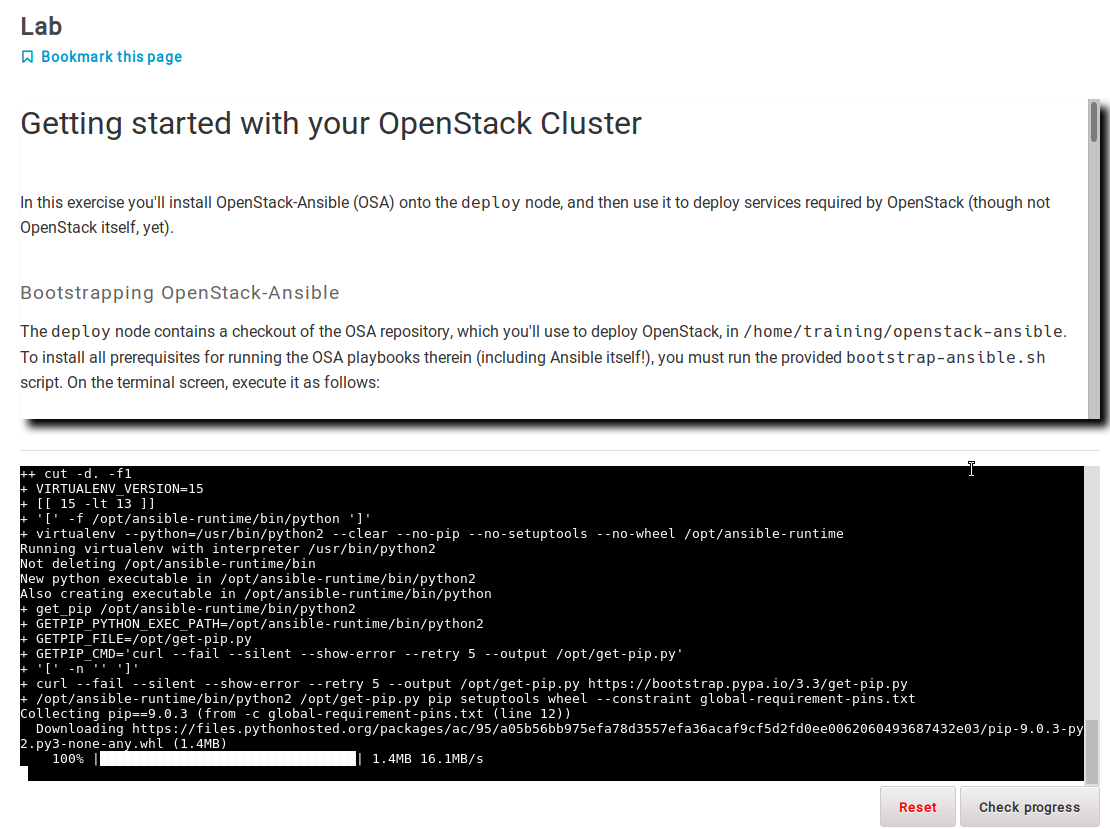 Lab
Bookmark this page
Getting started with your OpenStack Cluster
In this exercise you'll install OpenStack-Ansible (OSA) onto the deploy node, and then use it to deploy services required by OpenStack (though not
OpenStack itself, yet).
Bootstrapping OpenStack-Ansible
The deploy node contains a checkout of the OSA repository, which you'll use to deploy OpenStack, in /home/training/openstack-ansible.
To install all prerequisites for running the OSA playbooks therein (including Ansible itself!), you must run the provided bootstrap-ansible.sh
script. On the terminal screen, execute it as follows:
++ cut -d. -f1
+ VIRTUALENV_VERSION=15
+ [[ 15 -lt 13 ]]
+ '[' -f /opt/ansible-runtime/bin/python ']'
+ virtualenv --python=/usr/bin/python2 --clear --no-pip --no-setuptools --no-wheel /opt/ansible-runtime
Running virtualenv with interpreter /usr/bin/python2
Not deleting /opt/ansible-runtime/bin
New python executable in /opt/ansible-runtime/bin/python2
Also creating executable in /opt/ansible-runtime/bin/python
+ get_pip /opt/ansible-runtime/bin/python2
+ GETPIP_PYTHON_EXEC_PATH=/opt/ansible-runtime/bin/python2
+ GETPIP_FILE=/opt/get-pip.py
+ GETPIP_CMD='curl --fail --silent --show-error --retry 5 --output /opt/get-pip.py'
+ '[' -n '' ']'
+ curl --fail --silent --show-error --retry 5 --output /opt/get-pip.py https://bootstrap.pypa.io/3.3/get-pip.py
+ /opt/ansible-runtime/bin/python2 /opt/get-pip.py pip setuptools wheel --constraint global-requirement-pins.txt
Collecting pip==9.0.3 (from -c global-requirement-pins.txt (line 12))
Downloading https://files.pythonhosted.org/packages/ac/95/a05b56bb975efa78d3557efa36acaf9cf5d2fd0ee0062060493687432e03/pip-9.0.3-py
2.py3-none-any.whl (1.4MB)
100% |████████████████████████████████| 1.4MB 16.1MB/s
Reset
Check progress